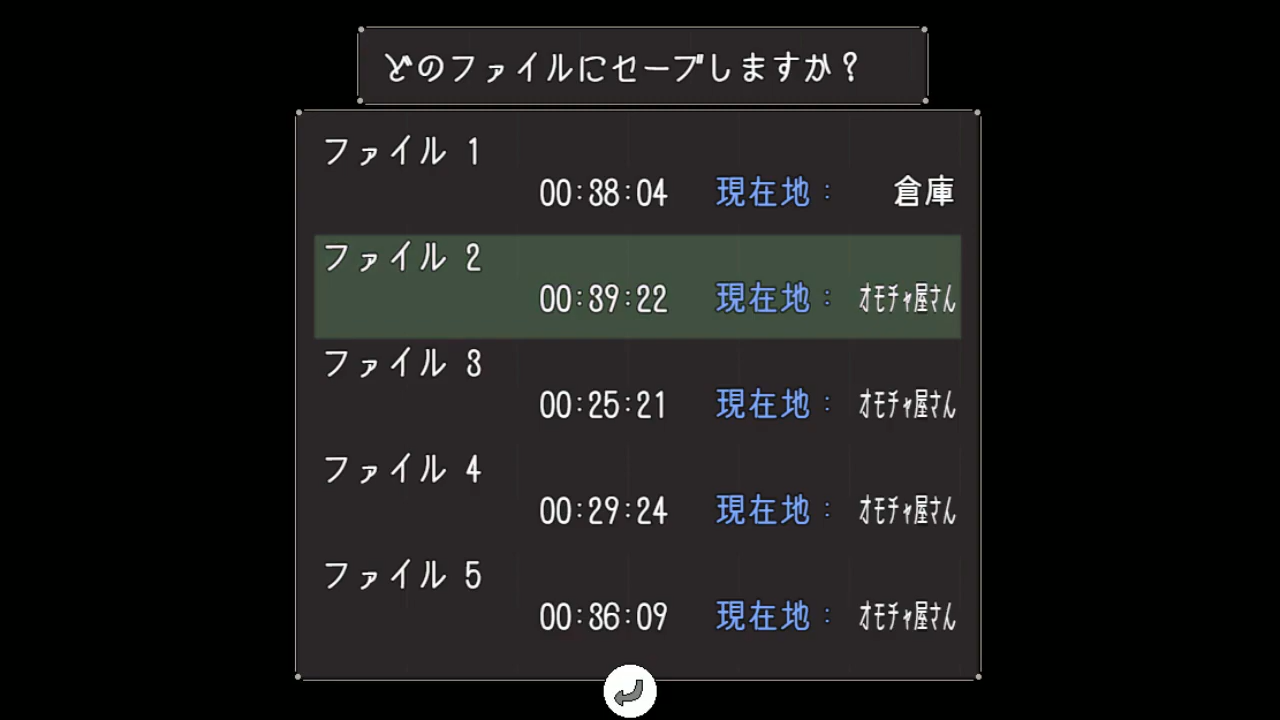 どのファイルにセーブしますか？
ファイル 1
00:38:04 現在地： 倉庫
ファイル 2
00:39:22 現在地： オモチャ屋さん
ファイル 3
00:25:21 現在地： オモチャ屋さん
ファイル 4
00:29:24 現在地： オモチャ屋さん
ファイル 5
00:36:09 現在地： オモチャ屋さん